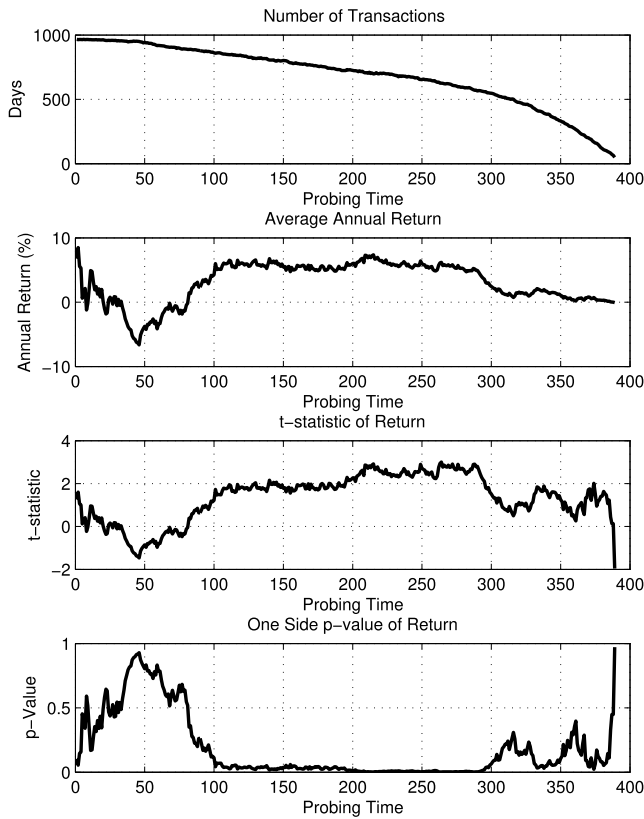 Number of Transactions
1000
500
0
Days
0 50 100 150 200 250 300 350 400
Probing Time
Average Annual Return
10
0
−10
Annual Return (%)
0 50 100 150 200 250 300 350 400
Probing Time
t−statistic of Return
4
2
0
−2
t−statistic
0 50 100 150 200 250 300 350 400
Probing Time
One Side p−value of Return
1
0.5
0
p−Value
0 50 100 150 200 250 300 350 400
Probing Time